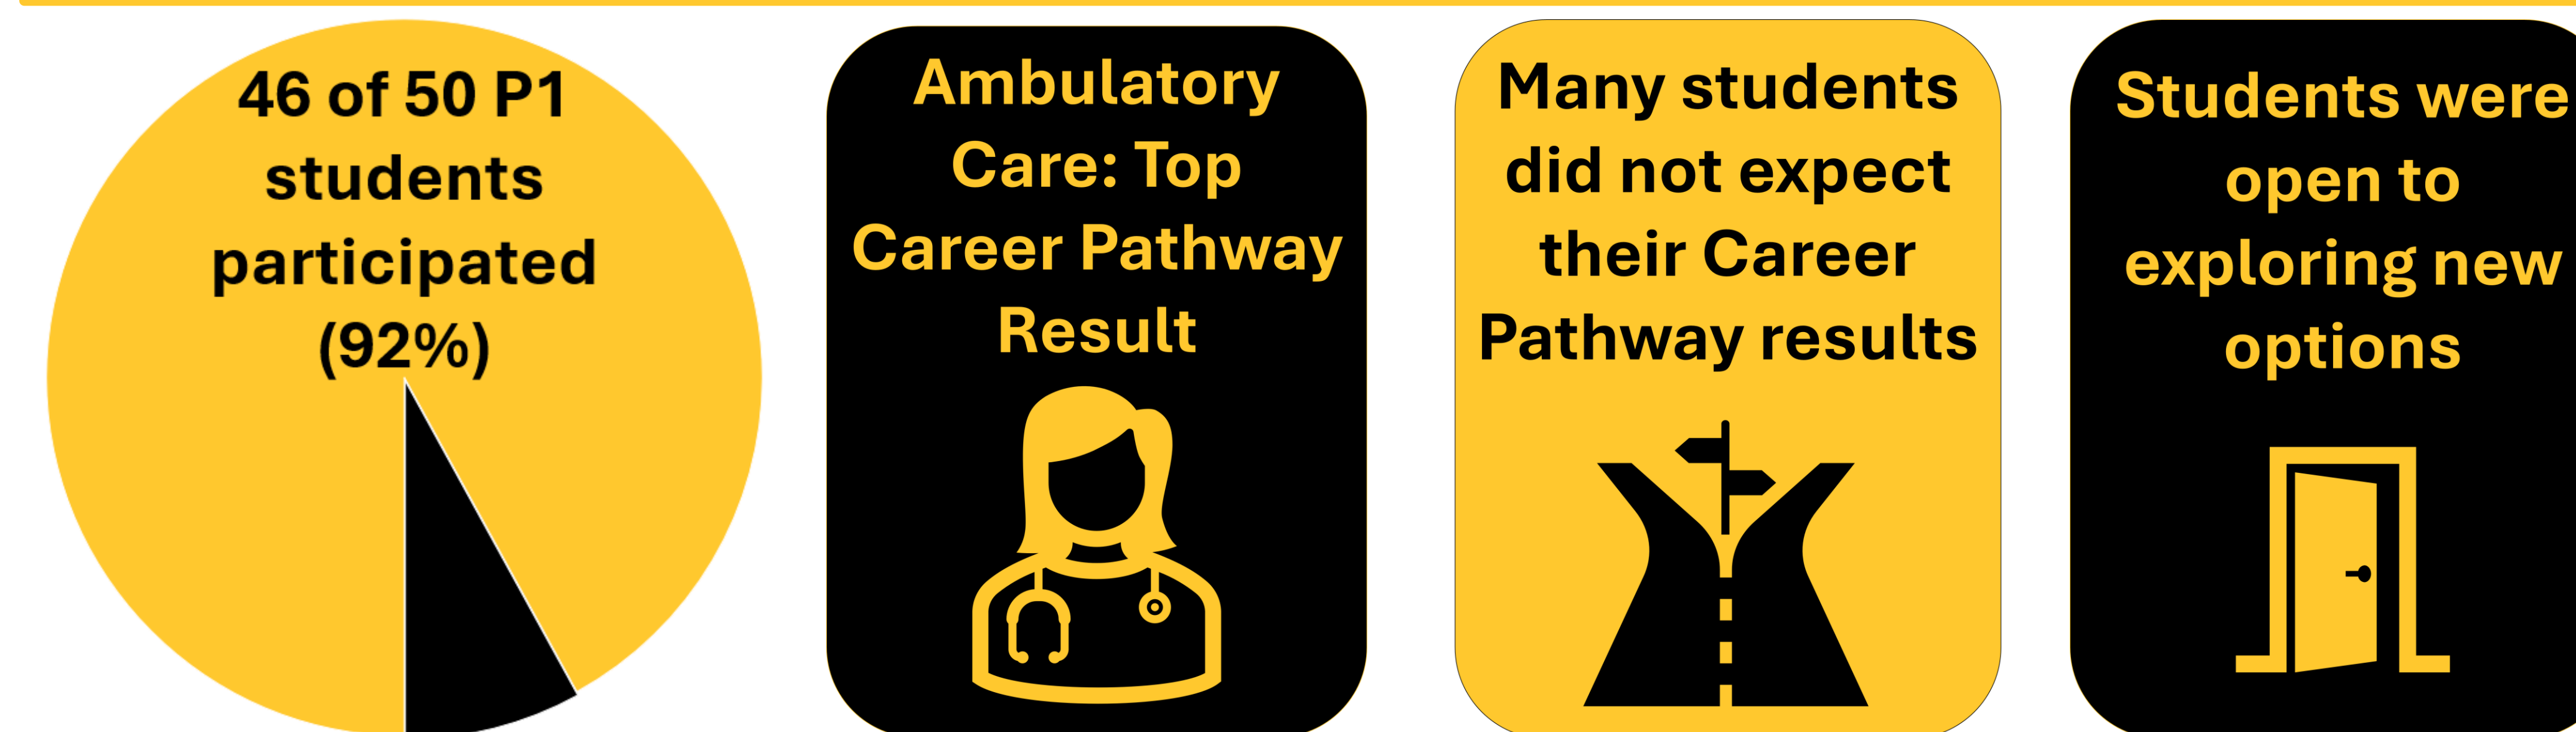 46 of 50 P1
students
participated
(92%)
Ambulatory
Care: Top
Career Pathway
Result
Many students
did not expect
their Career
Pathway results
Students were
open to
exploring new
options